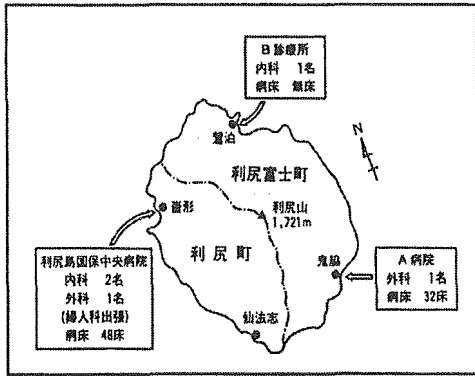 B診療所
内科 1名
病床 無床
N
鴛泊
利尻富士町
利尻山
1,721m
沓形
利尻島国保中央病院
内科 2名
外科 1名
(婦人科出張)
病床 48床
利尻町
鬼脇
A病院
外科 1名
病床 32床
仙法志